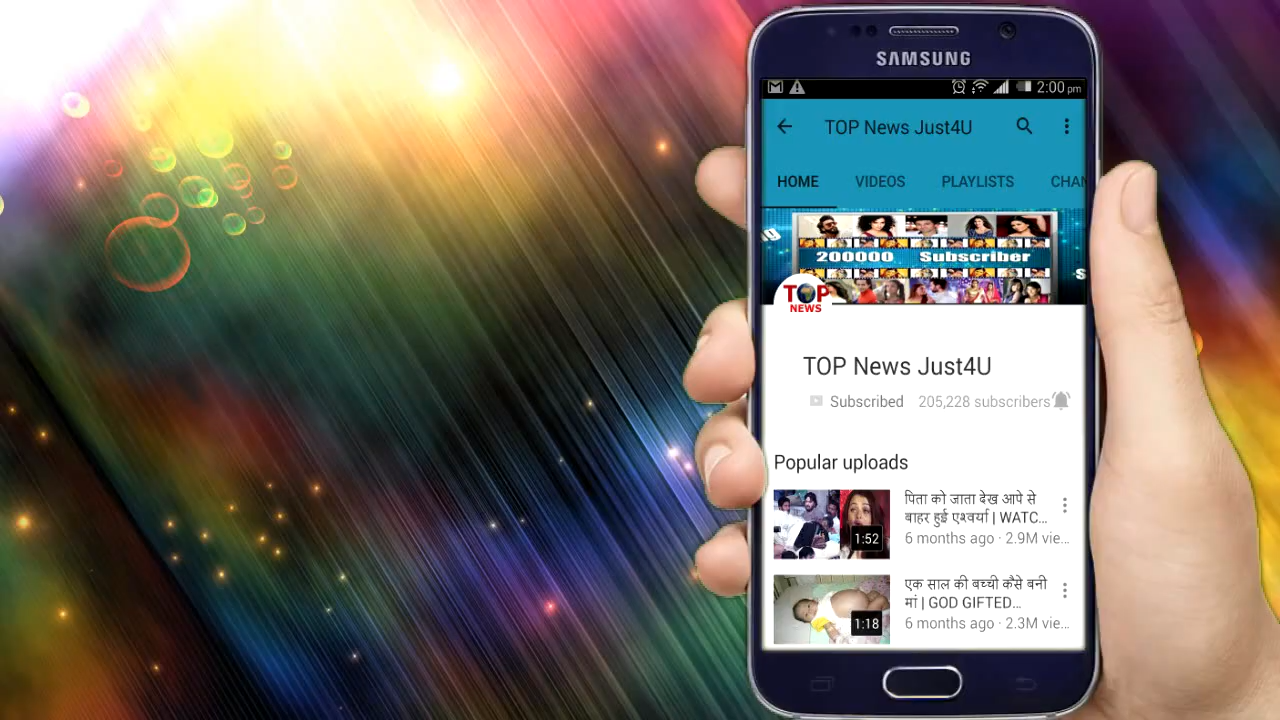 SAMSUNG
2:00 pm
TOP News Just4U
HOME VIDEOS PLAYLISTS CHAN
200000 Subscriber
TOP
NEWS
TOP News Just4U
Subscribed 205,228 subscribers
Popular uploads
पिता को जाता देख आपे से
बाहर हुई एश्वर्या | WATC...
6 months ago · 2.9M vie...
1:52
एक साल की बच्ची कैसे बनी
मां | GOD GIFTED...
6 months ago · 2.3M vie...
1:18